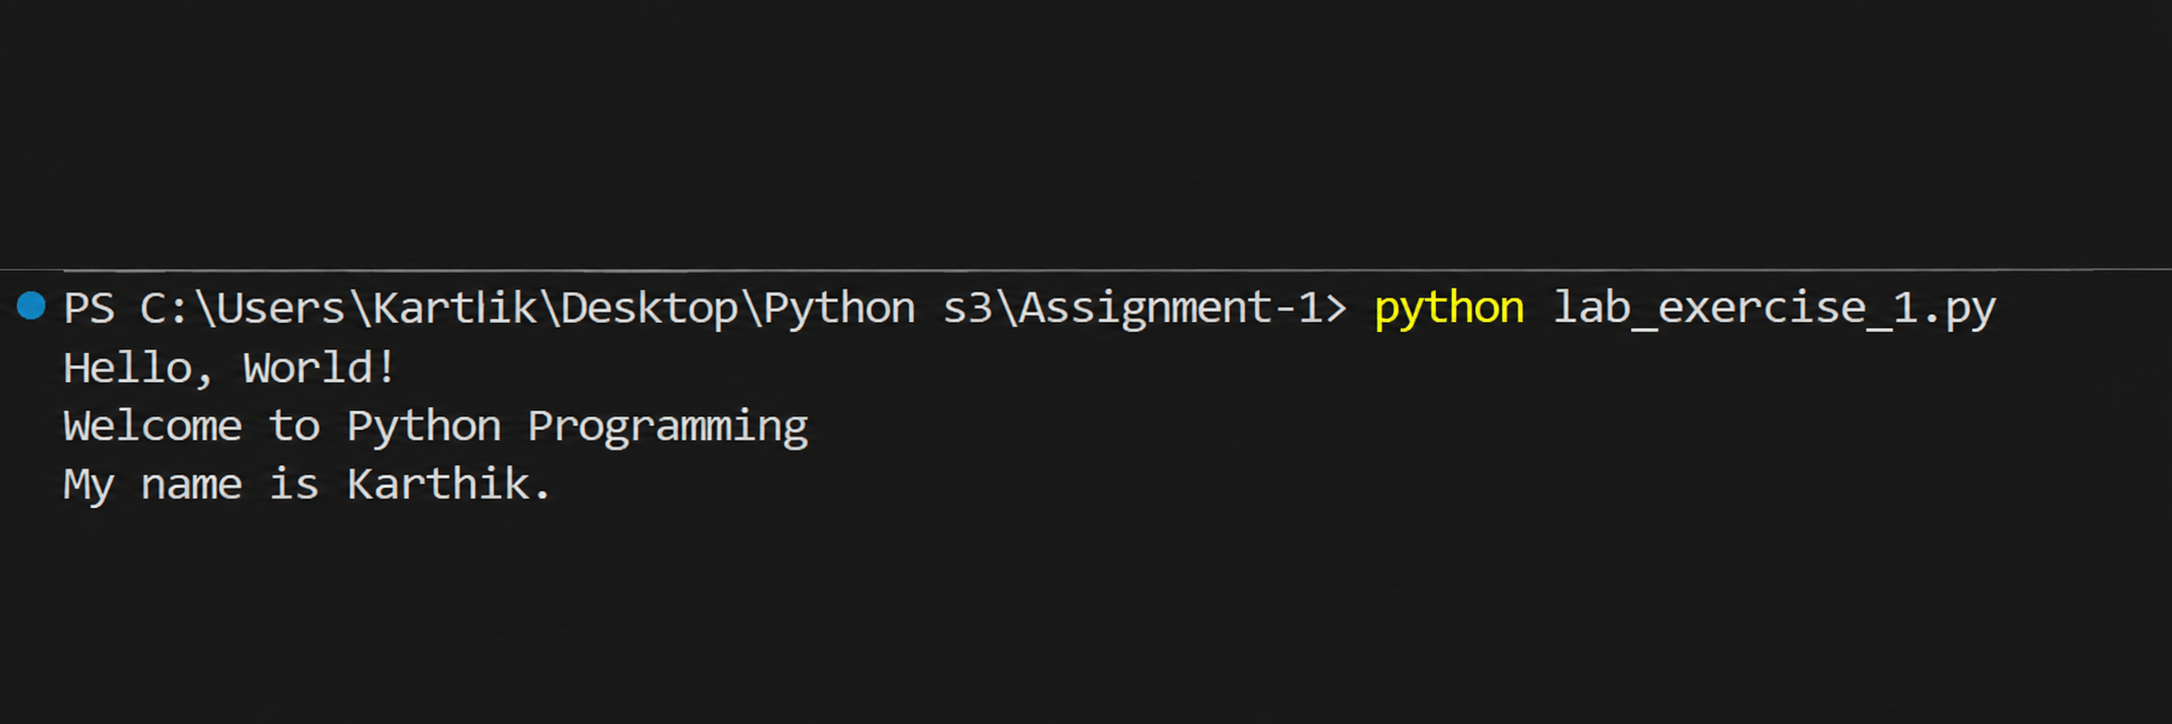 PS C:\Users\Kartlik\Desktop\Python s3\Assignment-1> python lab_exercise_1.py
Hello, World!
Welcome to Python Programming
My name is Karthik.